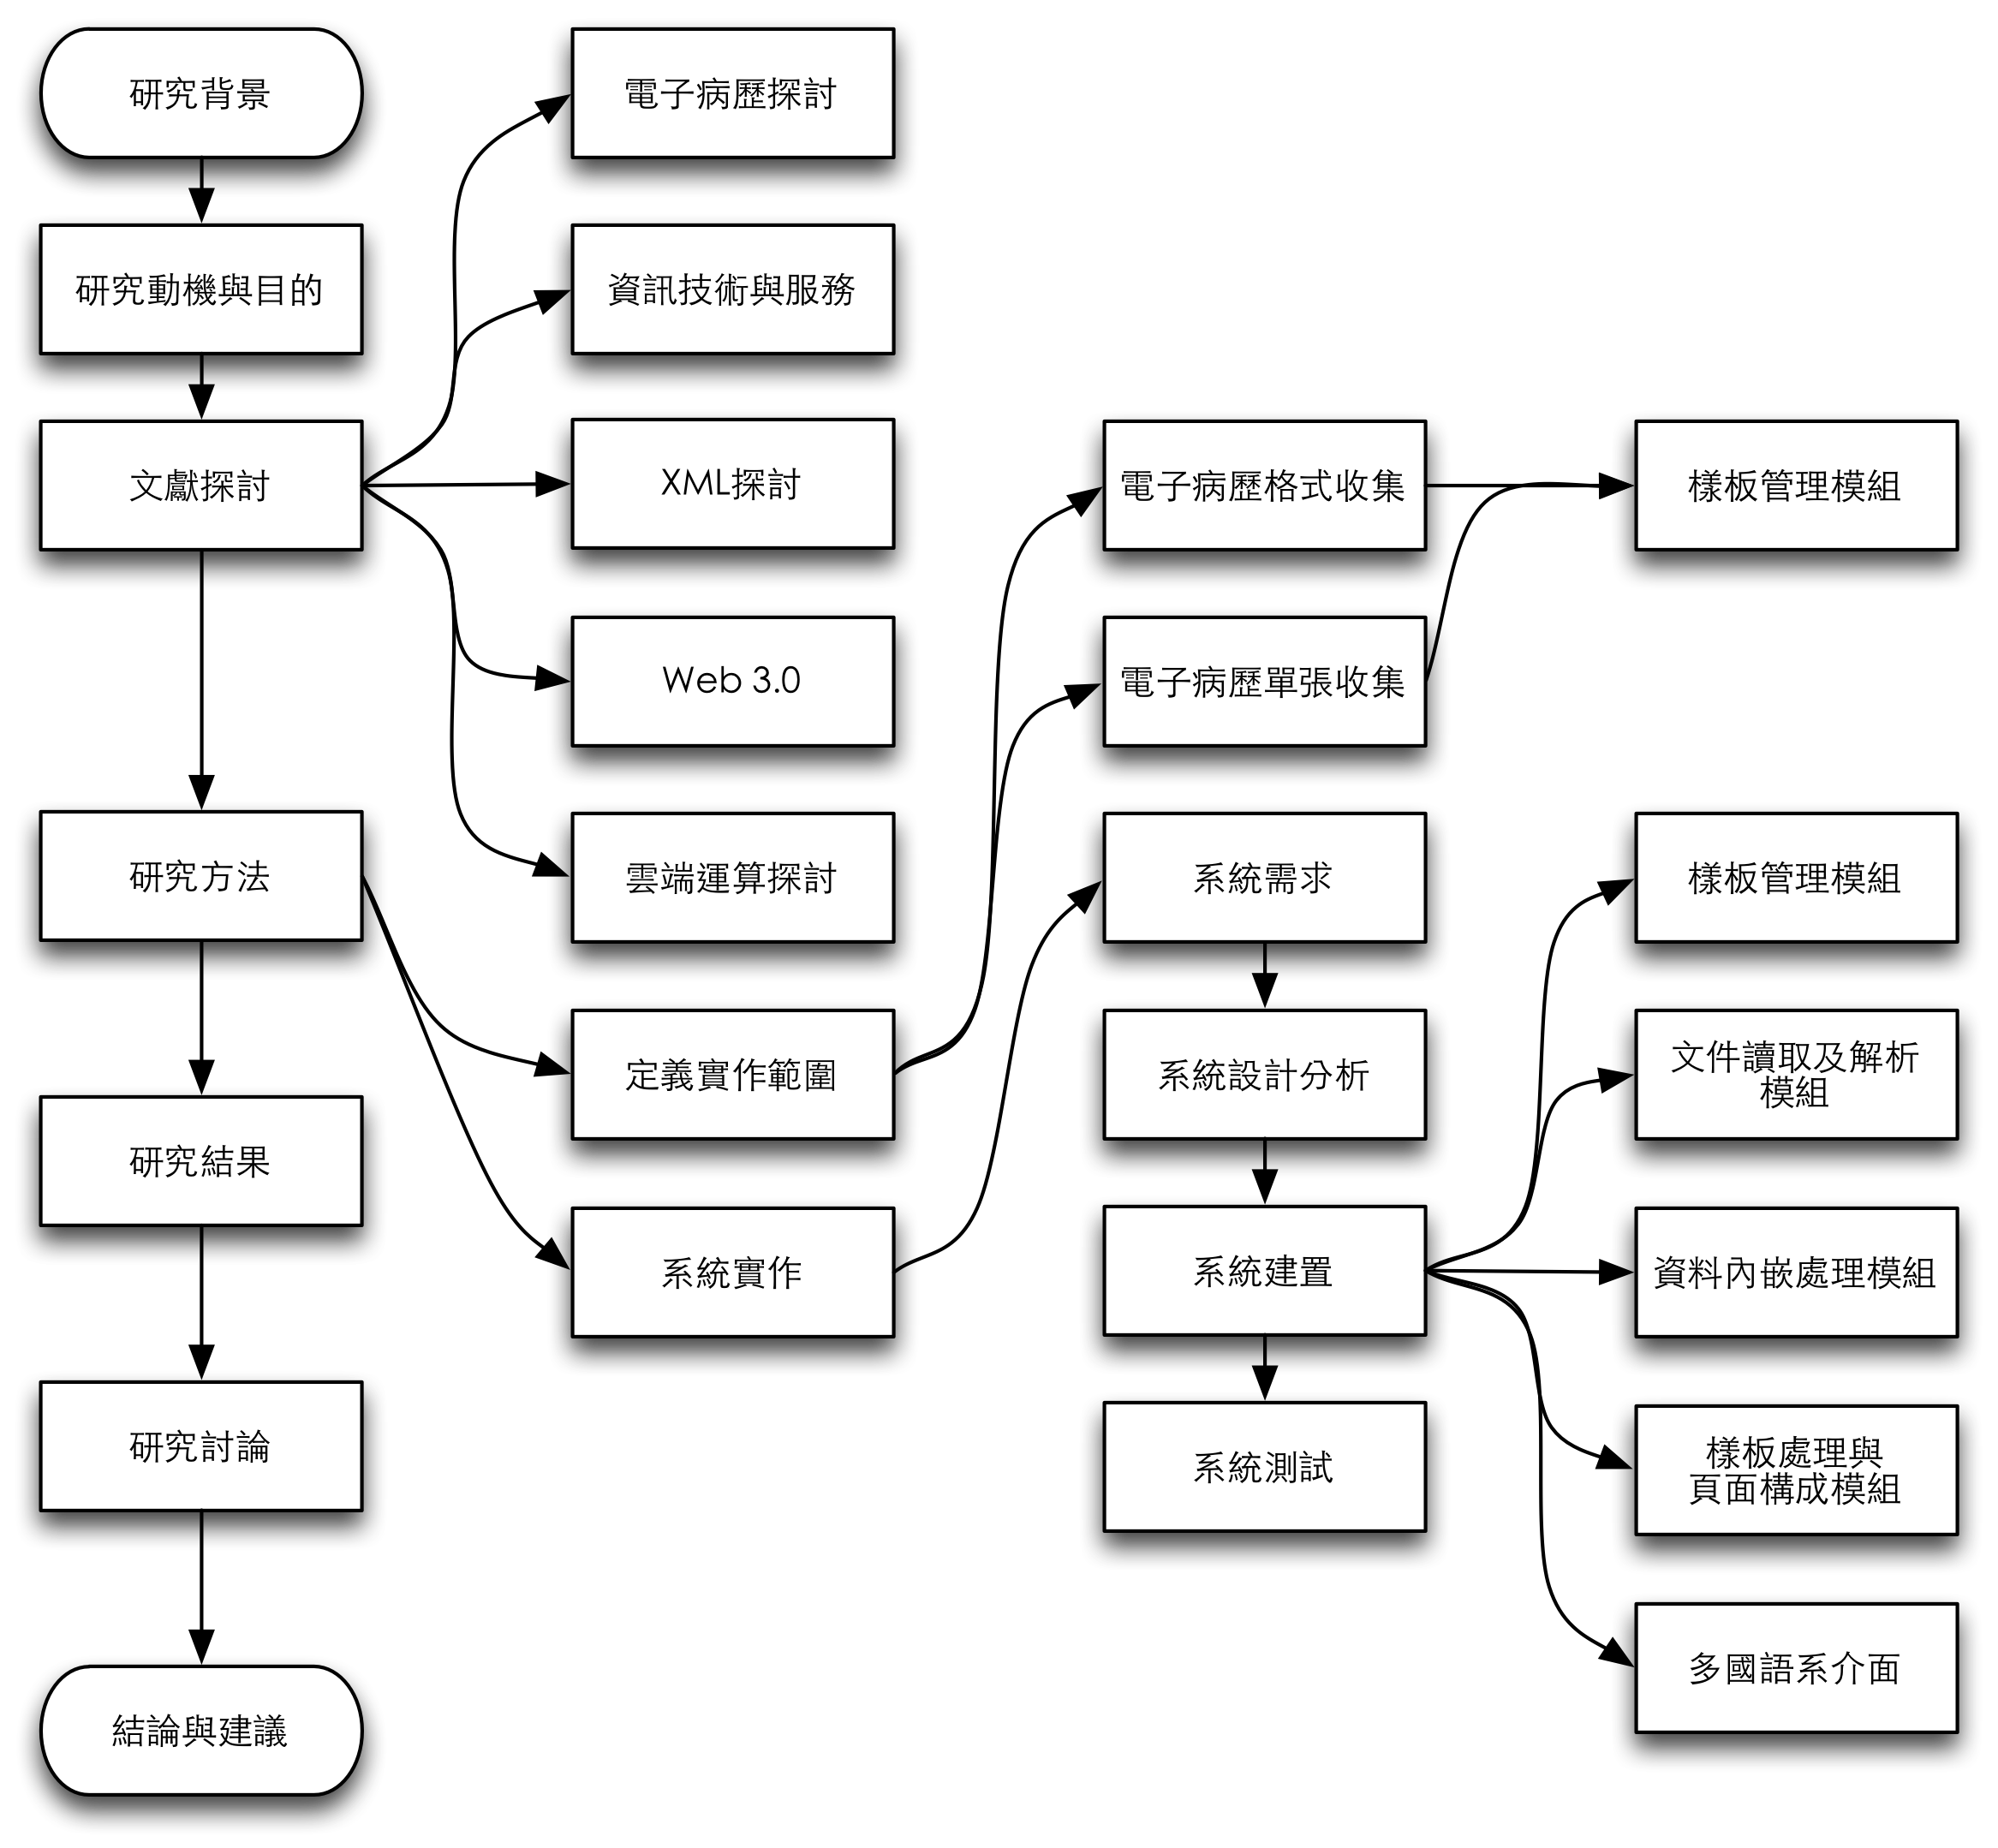 研究背景
研究動機與目的
文獻探討
研究方法
研究結果
研究討論
結論與建議
電子病歷探討
資訊技術與服務
XML探討
Web 3.0
雲端運算探討
定義實作範圍
系統實作
電子病歷格式收集
電子病歷單張收集
系統需求
系統設計分析
系統建置
系統測試
樣板管理模組
樣板管理模組
文件讀取及解析
模組
資料內嵌處理模組
樣板處理與
頁面構成模組
多國語系介面